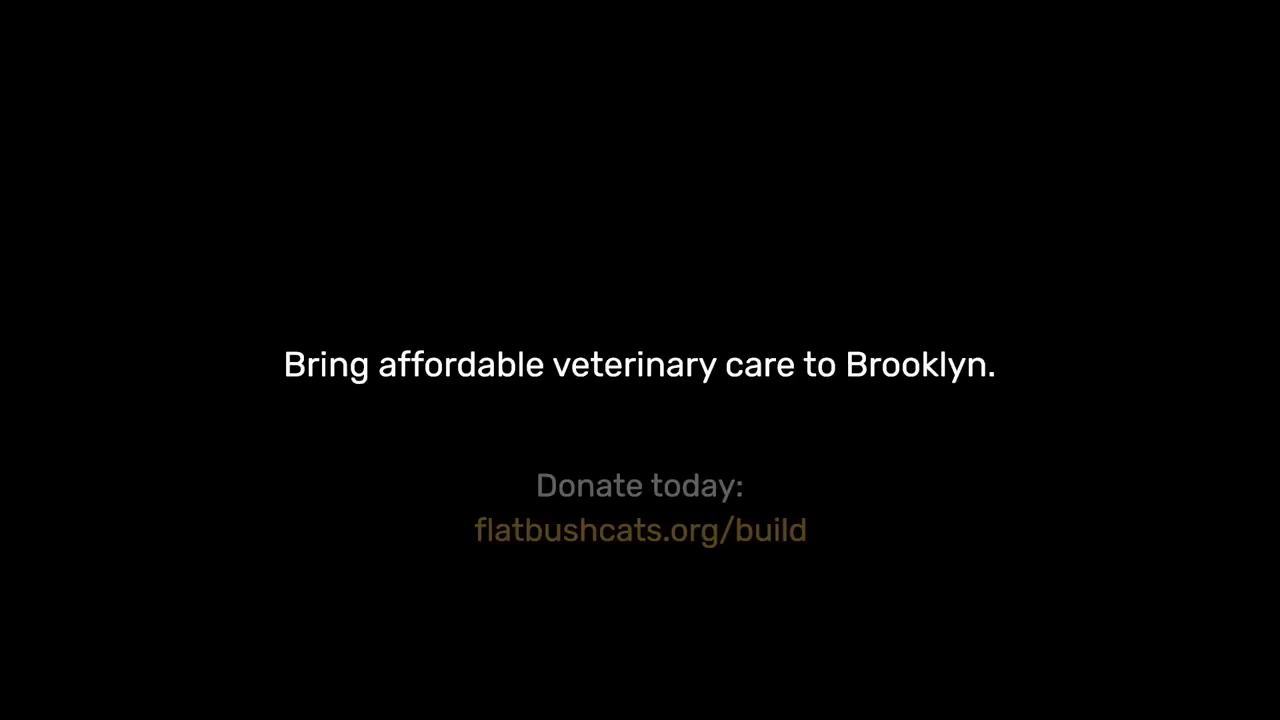 Bring affordable veterinary care to Brooklyn.
Donate today:
flatbushcats.org/build